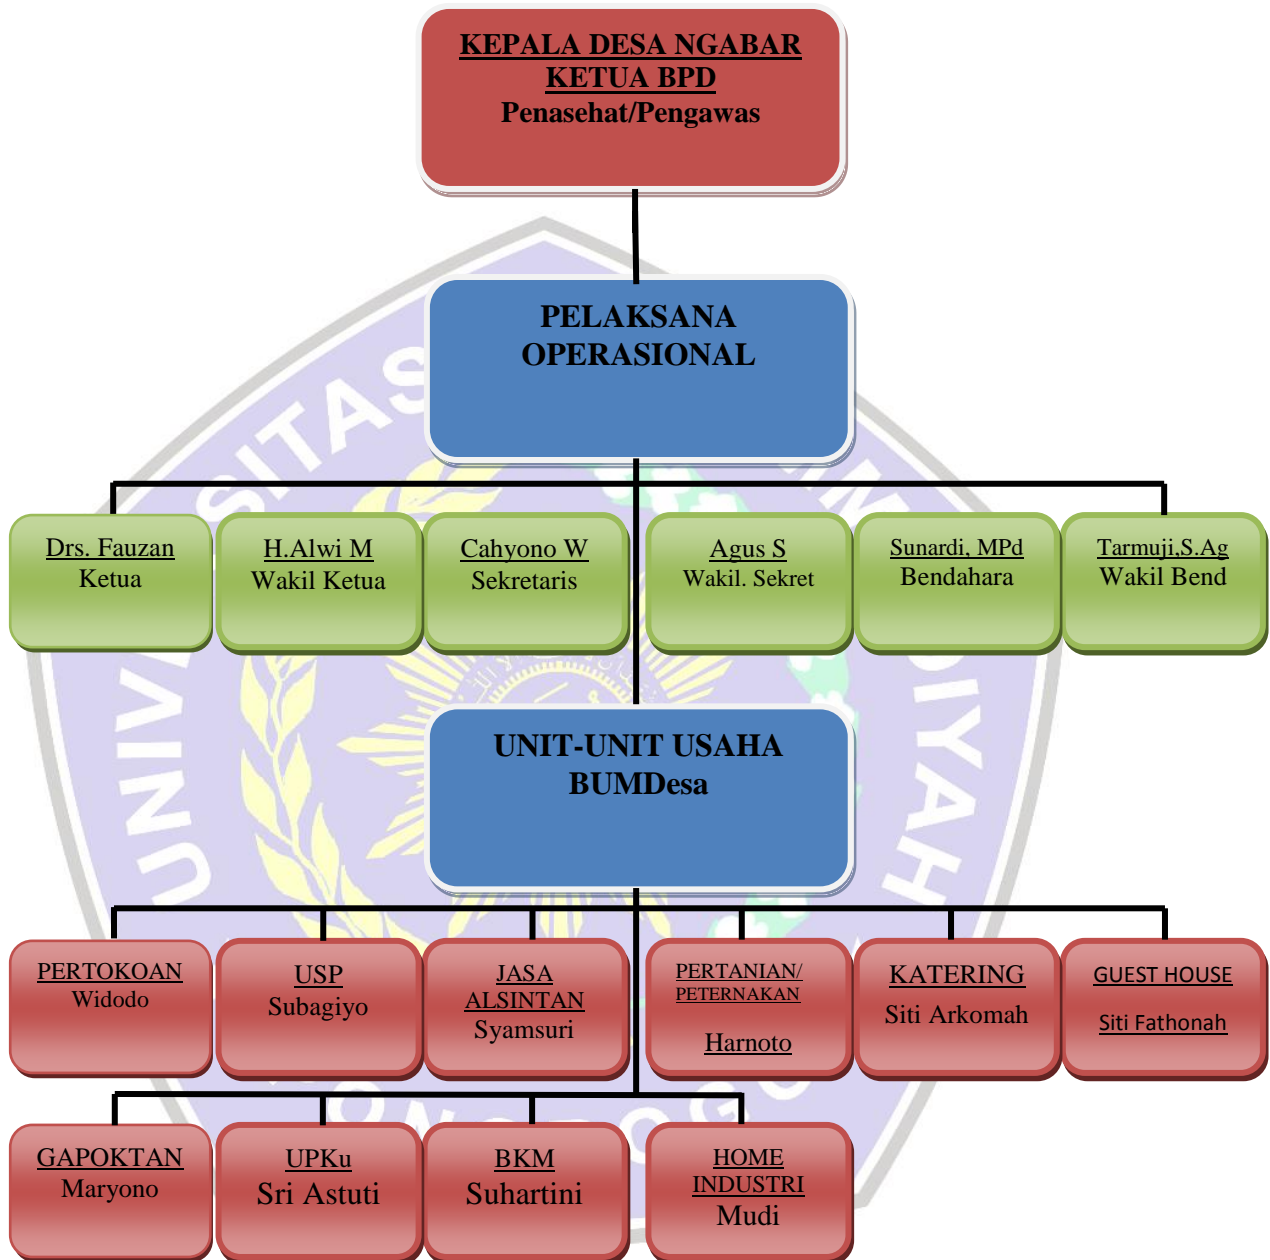 KEPALA DESA NGABAR
KETUA BPD
Penasehat/Pengawas
PELAKSANA
OPERASIONAL
Drs. Fauzan
Ketua
H.Alwi M
Wakil Ketua
Cahyono W
Sekretaris
Agus S
Wakil. Sekret
Sunardi, MPd
Bendahara
Tarmuji,S.Ag
Wakil Bend
UNIT-UNIT USAHA
BUMDesa
PERTOKOAN
Widodo
USP
Subagiyo
JASA
ALSINTAN
Syamsuri
PERTANIAN/
PETERNAKAN
Harnoto
KATERING
Siti Arkomah
GUEST HOUSE
Siti Fathonah
GAPOKTAN
Maryono
UPKu
Sri Astuti
BKM
Suhartini
HOME
INDUSTRI
Mudi